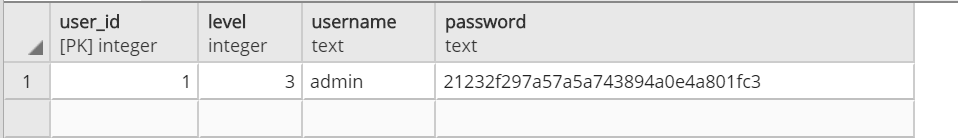 user_id level username password
[PK] integer integer text text
1 1 3 admin 21232f297a57a5a743894a0e4a801fc3